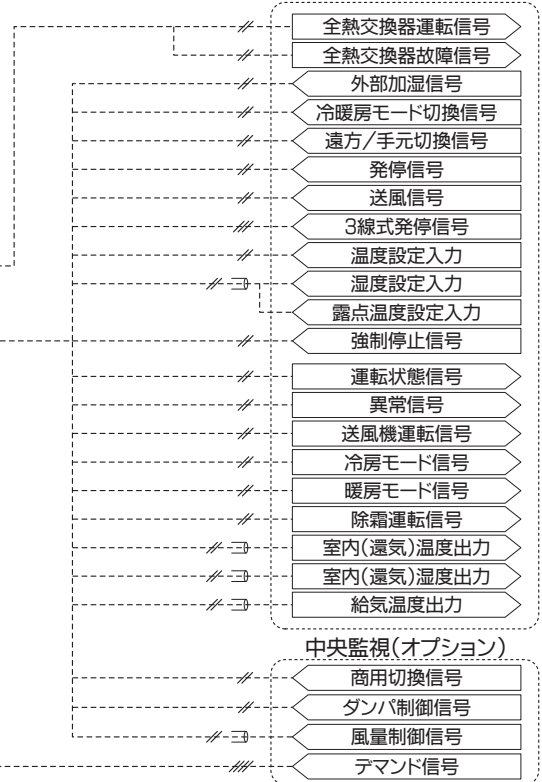 全熱交換器運転信号
全熱交換器故障信号
外部加湿信号
冷暖房モード切換信号
遠方/手元切換信号
発停信号
送風信号
3線式発停信号
温度設定入力
湿度設定入力
露点温度設定入力
強制停止信号
運転状態信号
異常信号
送風機運転信号
冷房モード信号
暖房モード信号
除霜運転信号
室内(還気)温度出力
室内(還気)湿度出力
給気温度出力
中央監視(オプション)
商用切換信号
ダンパ制御信号
風量制御信号
デマンド信号